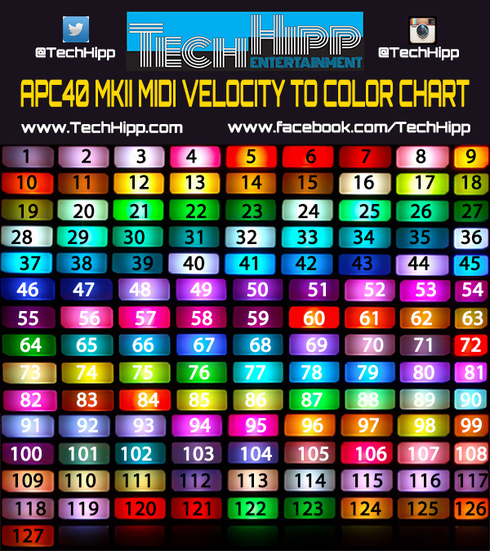 @TechHipp
TECH HIPP
ENTERTAINMENT
@TechHipp
APC40 MKII MIDI VELOCITY TO COLOR CHART
www.TechHipp.com www.facebook.com/TechHipp
1 2 3 4 5 6 7 8 9
10 11 12 13 14 15 16 17 18
19 20 21 22 23 24 25 26 27
28 29 30 31 32 33 34 35 36
37 38 39 40 41 42 43 44 45
46 47 48 49 50 51 52 53 54
55 56 57 58 59 60 61 62 63
64 65 66 67 68 69 70 71 72
73 74 75 76 77 78 79 80 81
82 83 84 85 86 87 88 89 90
91 92 93 94 95 96 97 98 99
100 101 102 103 104 105 106 107 108
109 110 111 112 113 114 115 116 117
118 119 120 121 122 123 124 125 126
127